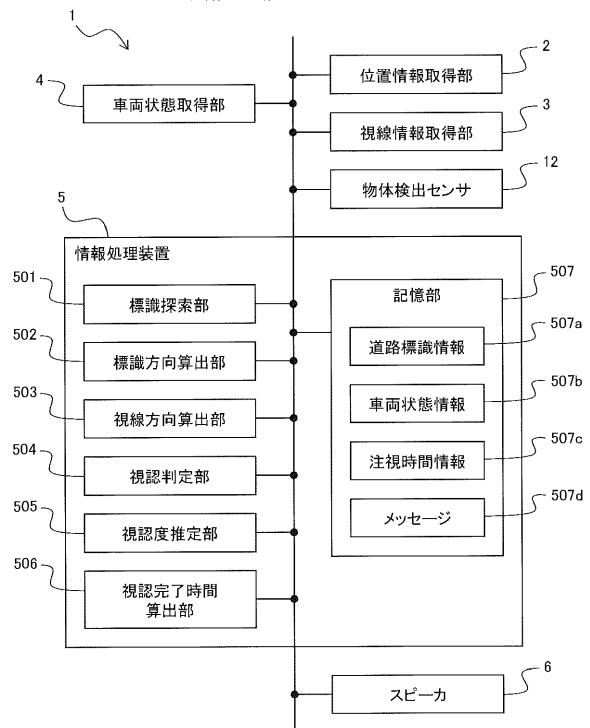 1
2
位置情報取得部
4
車両状態取得部
3
視線情報取得部
12
物体検出センサ
5
情報処理装置
501
標識探索部
502
標識方向算出部
503
視線方向算出部
504
視認判定部
505
視認度推定部
506
視認完了時間
算出部
507
記憶部
507a
道路標識情報
507b
車両状態情報
507c
注視時間情報
507d
メッセージ
6
スピーカ